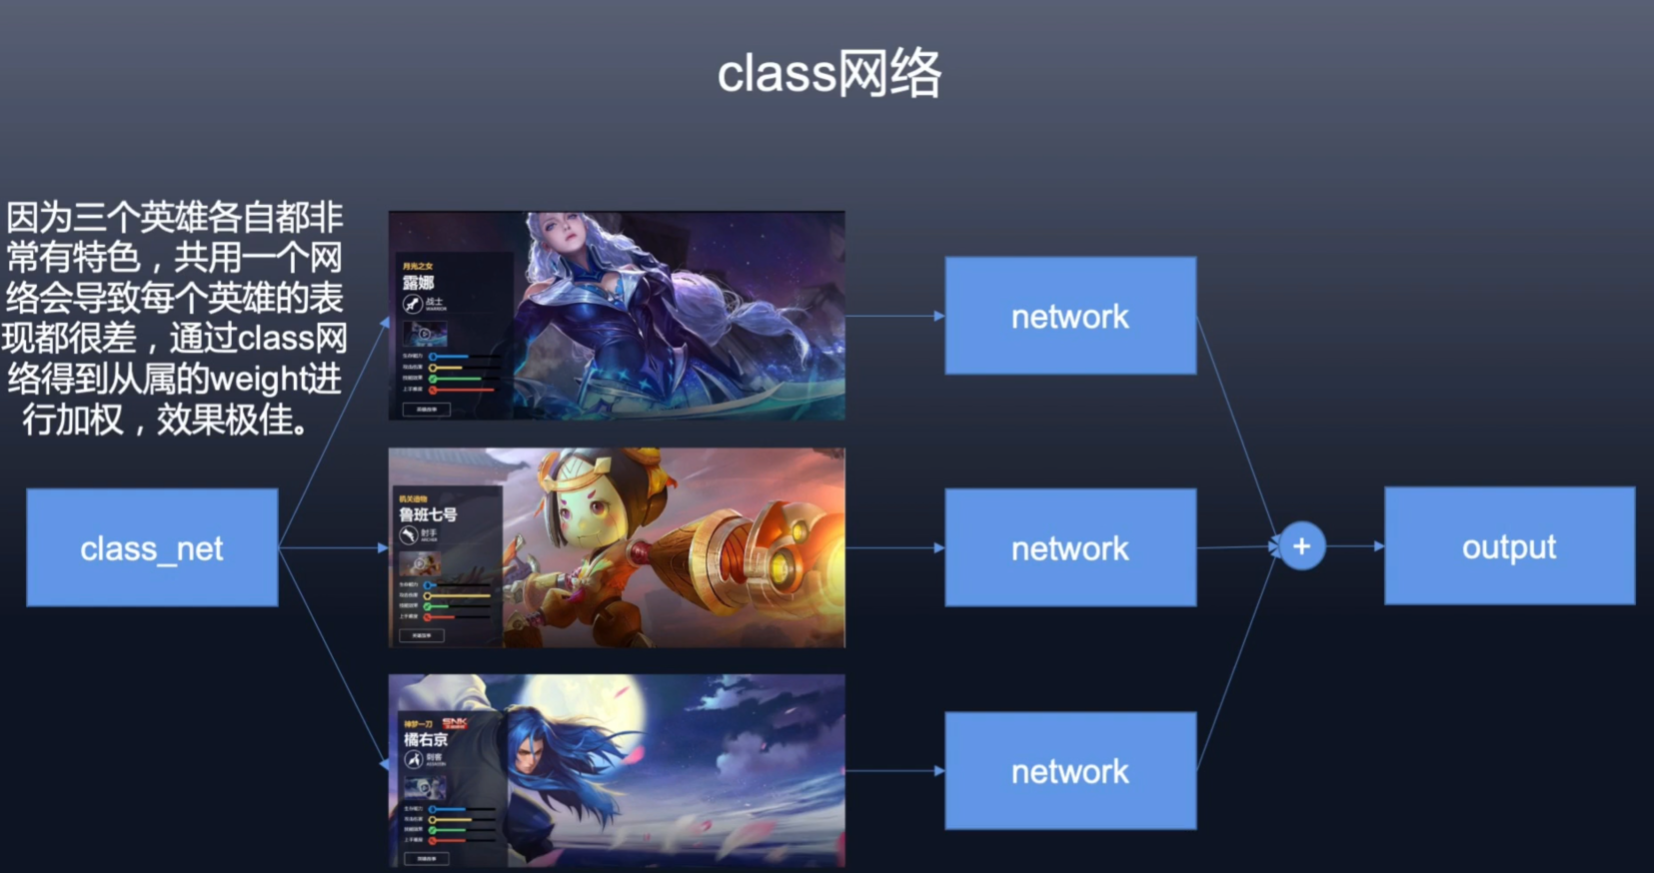 class网络
因为三个英雄各自都非
常有特色，共用一个网
络会导致每个英雄的表
现都很差，通过class网
络得到从属的weight进
行加权，效果极佳。
class_net
月光之女
露娜
战士
network
机关造物
鲁班七号
射手
network
+
output
神梦一刀
SNK
橘右京
刺客
network